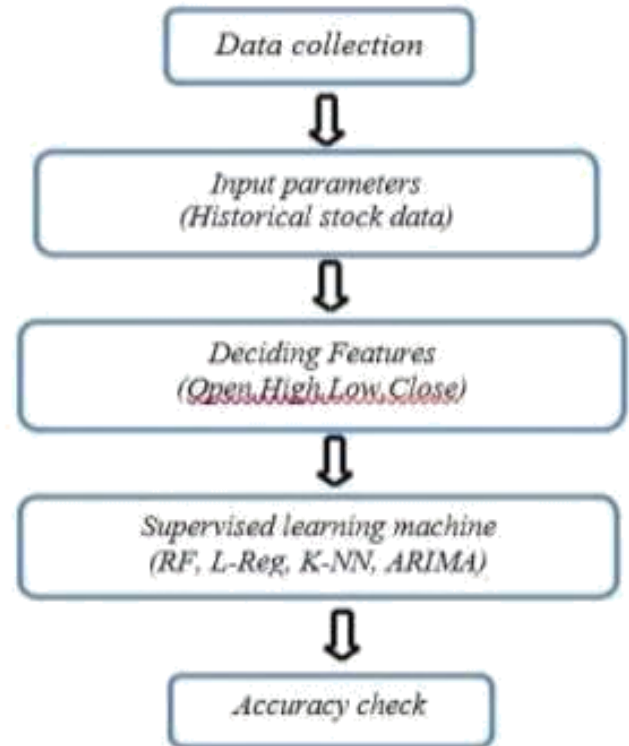 Data collection
Input parameters
(Historical stock data)
Deciding Features
(Open,High,Low,Close)
Supervised learning machine
(RF, L-Reg, K-NN, ARIMA)
Accuracy check